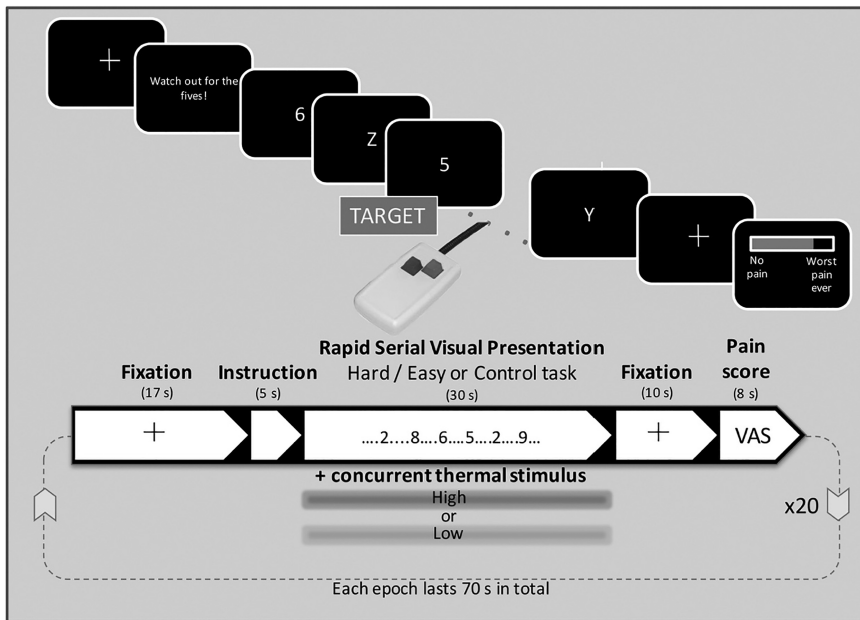 Watch out for the
fives!
6
Z
5
TARGET
Y
No
pain
Worst
pain
ever
Rapid Serial Visual Presentation
Hard / Easy or Control task
(30 s)
Fixation
(17 s)
Instruction
(5 s)
Fixation
(10 s)
Pain
score
(8 s)
....2....8....6....5....2....9...
VAS
+ concurrent thermal stimulus
High
or
Low
x20
Each epoch lasts 70 s in total